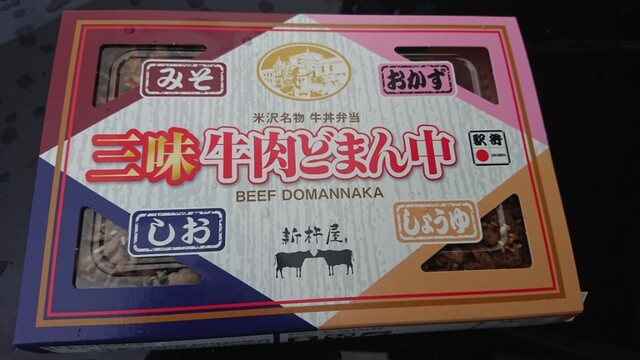 みそ
おかず
米沢名物 牛丼弁当
三味 牛肉どまん中
駅弁
BEEF DOMANNAKA
しお
新杵屋
しょうゆ